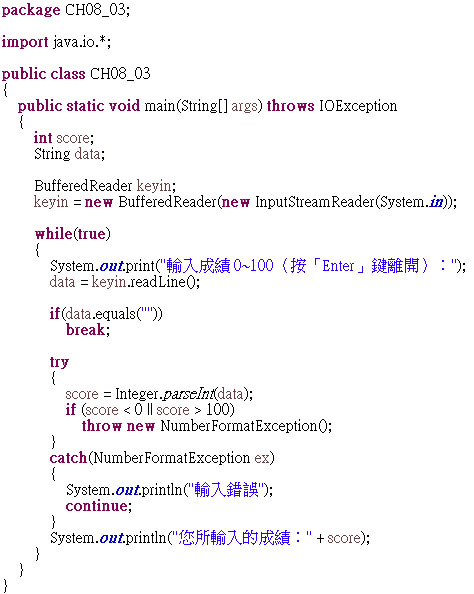 package CH08_03;
import java.io.*;
public class CH08_03
{
public static void main(String[] args) throws IOException
{
int score;
String data;
BufferedReader keyin;
keyin = new BufferedReader(new InputStreamReader(System.in));
while(true)
{
System.out.print("輸入成績0~100（按「Enter」鍵離開）：");
data = keyin.readLine();
if(data.equals(""))
break;
try
{
score = Integer.parseInt(data);
if (score < 0 || score > 100)
throw new NumberFormatException();
}
catch(NumberFormatException ex)
{
System.out.println("輸入錯誤");
continue;
}
System.out.println("您所輸入的成績：" + score);
}
}
}